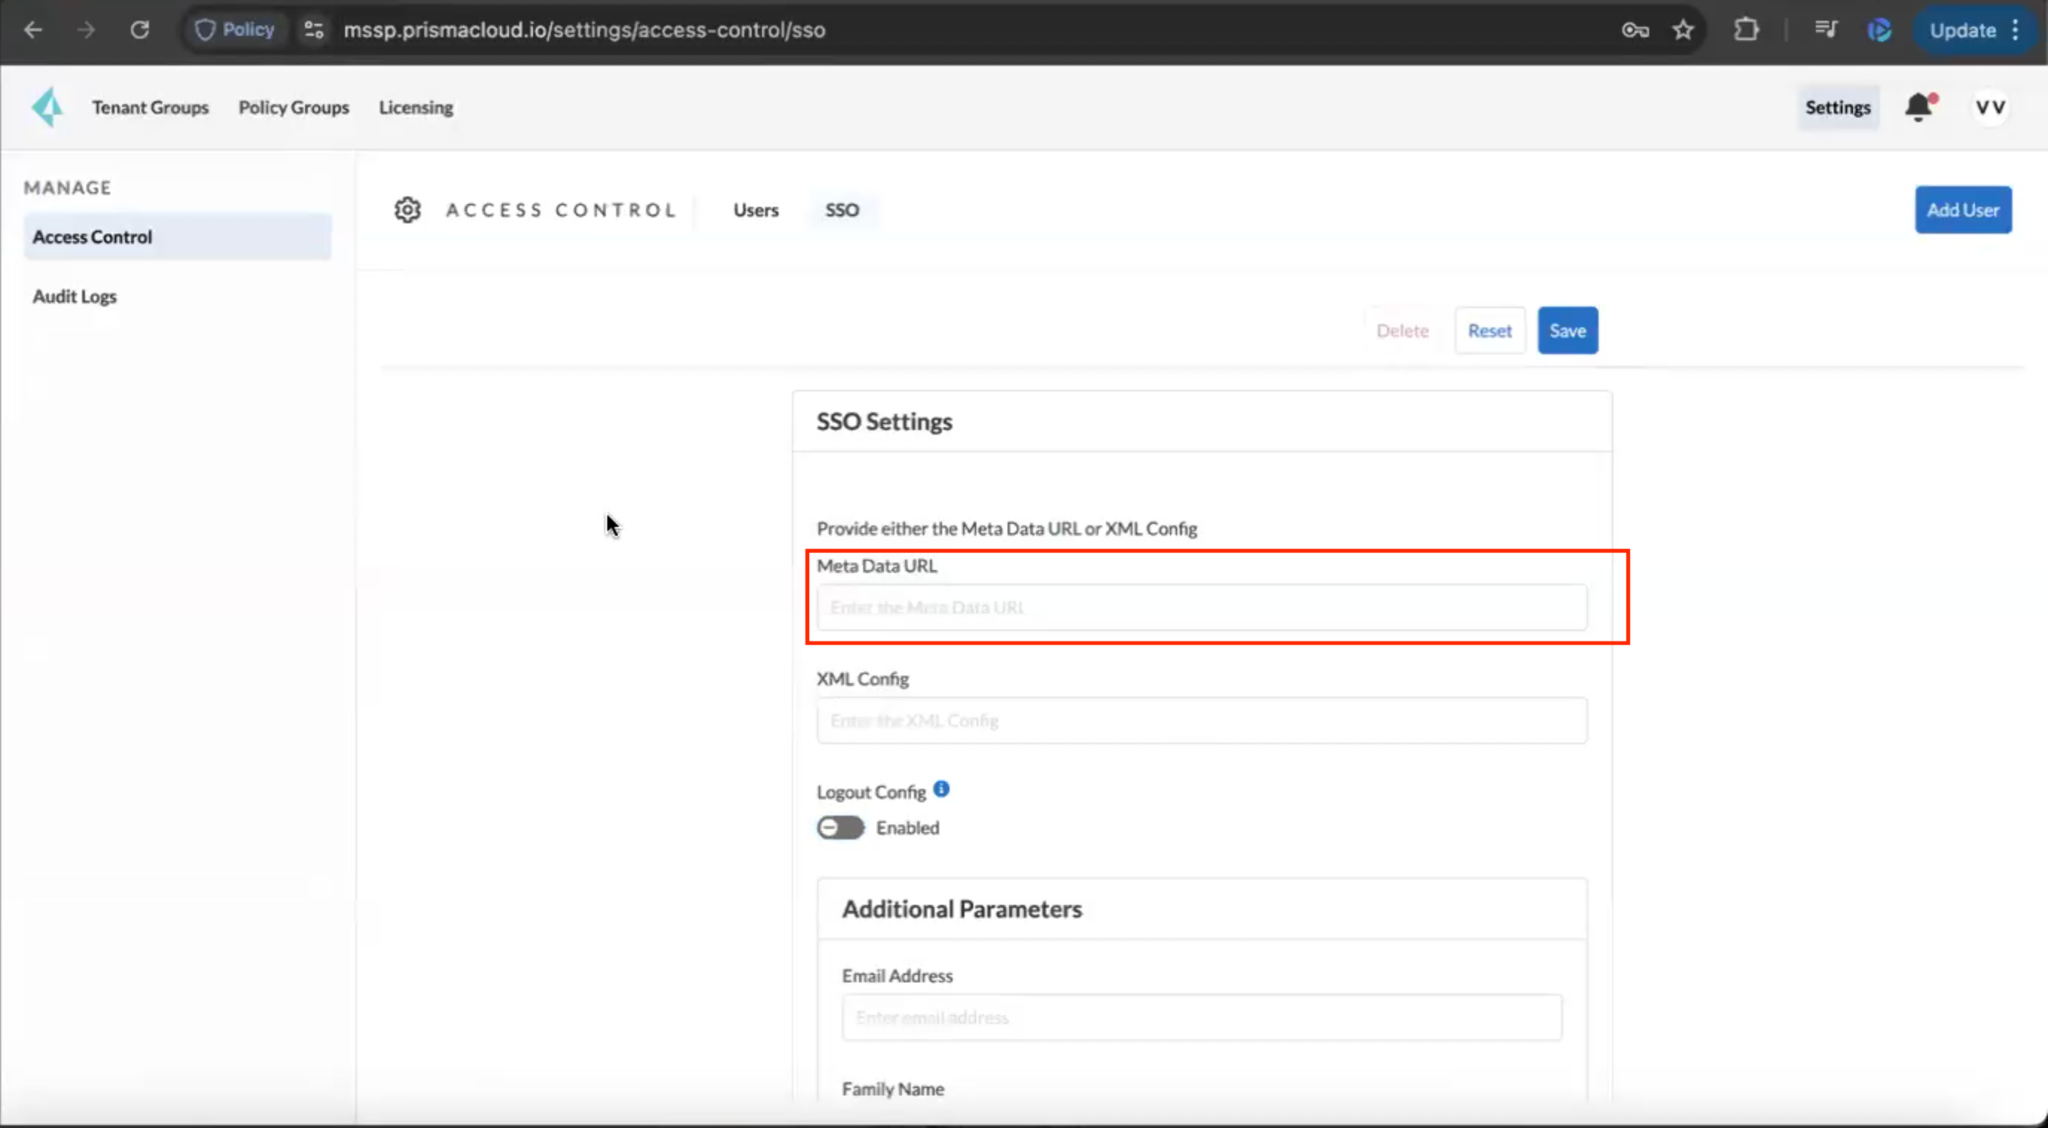 Policy
mssp.prismacloud.io/settings/access-control/sso
Update
Tenant Groups
Policy Groups
Licensing
Settings
V V
MANAGE
Access Control
Audit Logs
ACCESS CONTROL
Users
SSO
Add User
Delete
Reset
Save
SSO Settings
Provide either the Meta Data URL or XML Config
Meta Data URL
Enter the Meta Data URL
XML Config
Enter the XML Config
Logout Config
Enabled
Additional Parameters
Email Address
Enter email address
Family Name